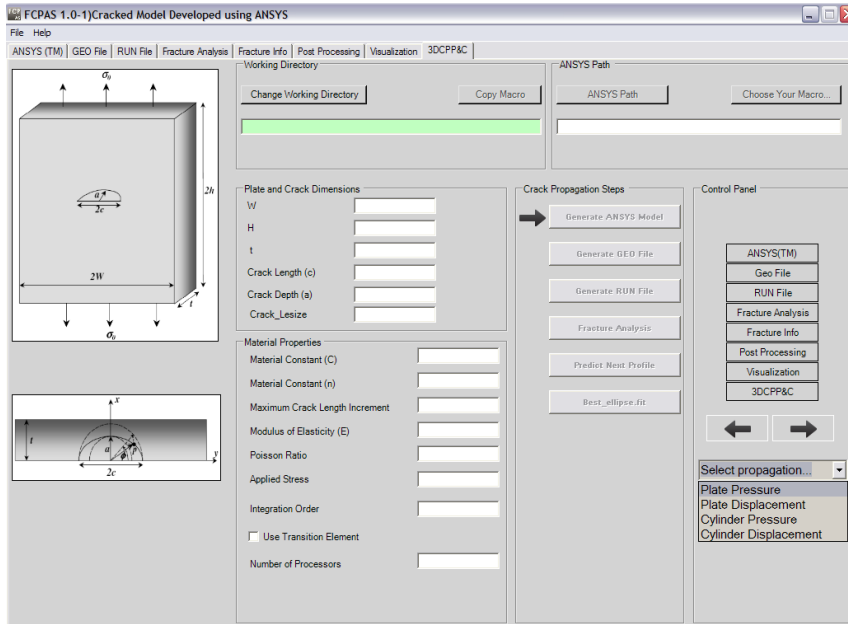 FCPAS 1.0-1)Cracked Model Developed using ANSYS
File Help
ANSYS (TM) GEO File RUN File Fracture Analysis Fracture Info Post Processing Visualization 3DCPP&C
σ₀
a
2c
2h
2W
t
σ₀
x
t
a
ϕ
r
y
2c
Working Directory
Change Working Directory Copy Macro
ANSYS Path
ANSYS Path Choose Your Macro...
Plate and Crack Dimensions
W
H
t
Crack Length (c)
Crack Depth (a)
Crack_Lesize
Material Properties
Material Constant (C)
Material Constant (n)
Maximum Crack Length Increment
Modulus of Elasticity (E)
Poisson Ratio
Applied Stress
Integration Order
Use Transition Element
Number of Processors
Crack Propagation Steps
Generate ANSYS Model
Generate GEO File
Generate RUN File
Fracture Analysis
Predict Next Profile
Best_ellipse.fit
Control Panel
ANSYS(TM)
Geo File
RUN File
Fracture Analysis
Fracture Info
Post Processing
Visualization
3DCPP&C
Select propagation...
Plate Pressure
Plate Displacement
Cylinder Pressure
Cylinder Displacement